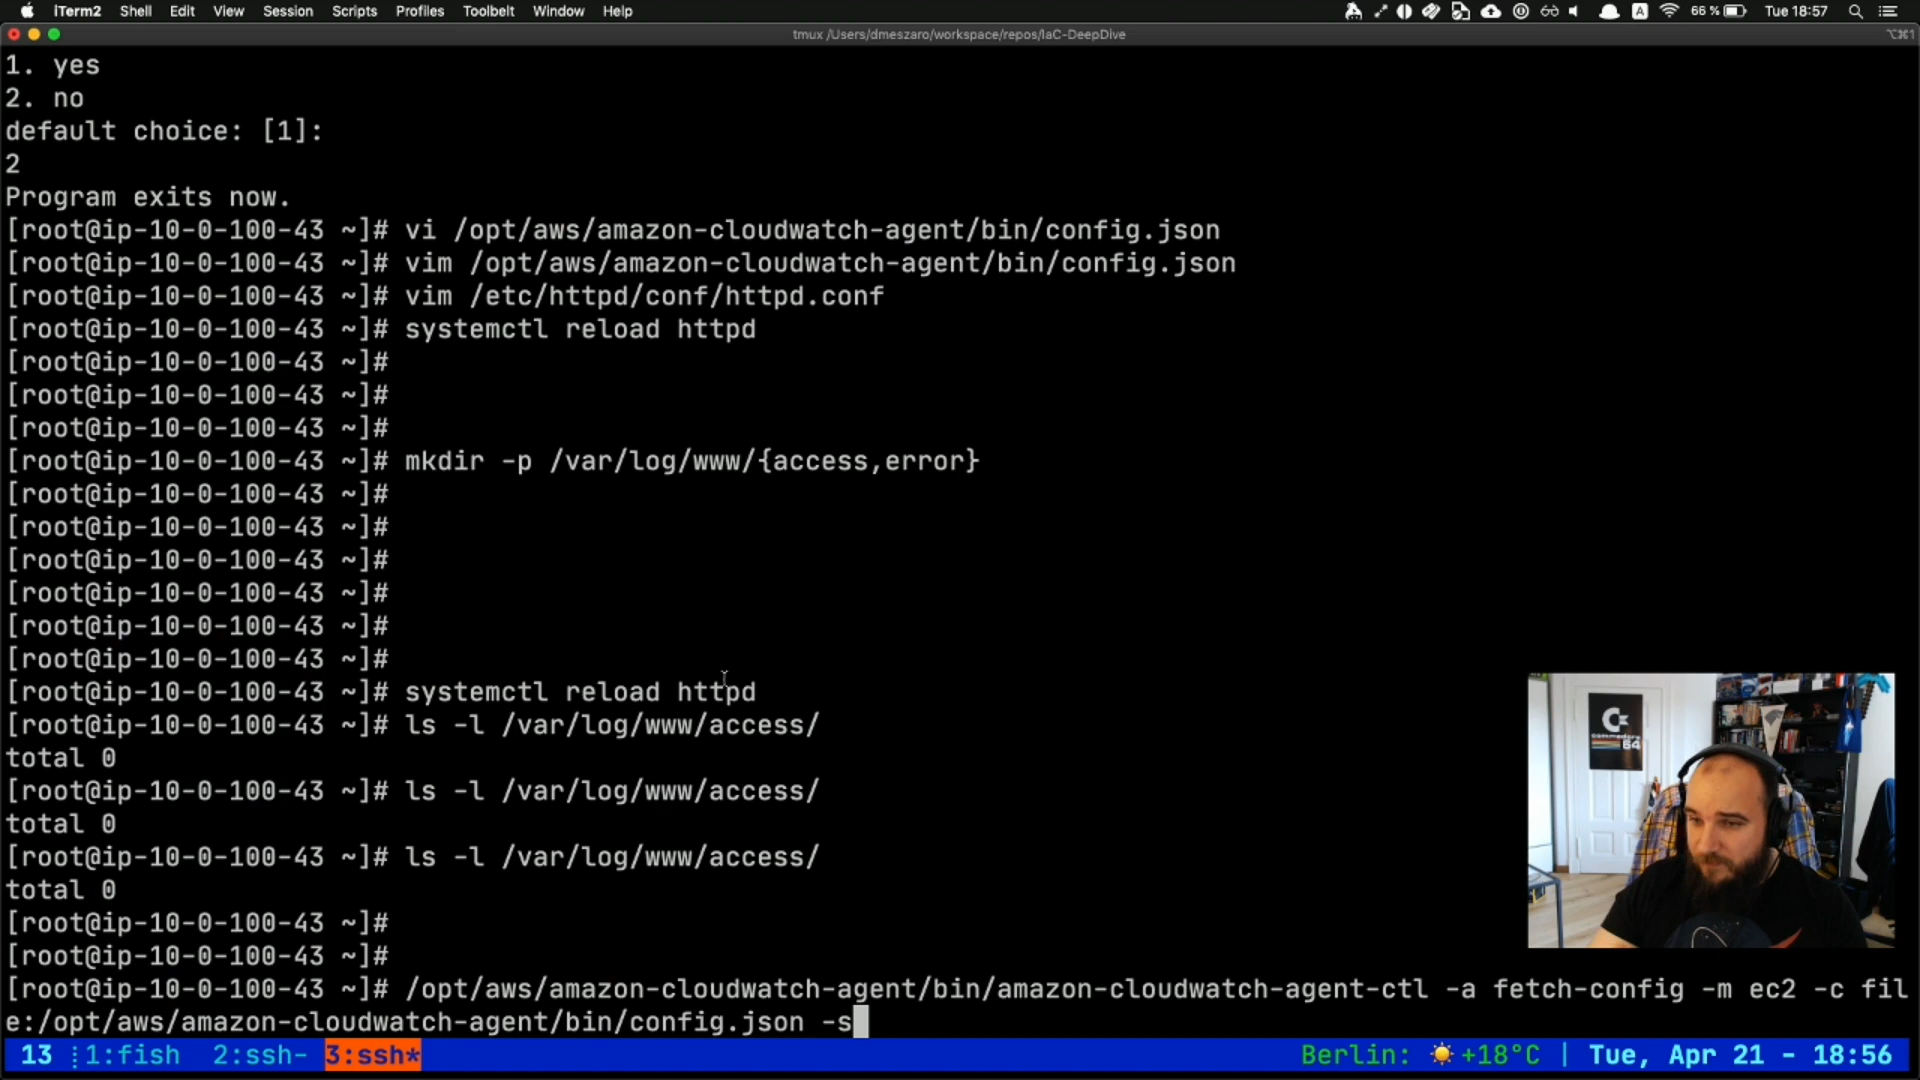 iTerm2 Shell Edit View Session Scripts Profiles Toolbelt Window Help 66 % Tue 18:57
tmux /Users/dmeszaro/workspace/repos/IaC-DeepDive ⌥⌘1
1. yes
2. no
default choice: [1]:
2
Program exits now.
[root@ip-10-0-100-43 ~]# vi /opt/aws/amazon-cloudwatch-agent/bin/config.json
[root@ip-10-0-100-43 ~]# vim /opt/aws/amazon-cloudwatch-agent/bin/config.json
[root@ip-10-0-100-43 ~]# vim /etc/httpd/conf/httpd.conf
[root@ip-10-0-100-43 ~]# systemctl reload httpd
[root@ip-10-0-100-43 ~]#
[root@ip-10-0-100-43 ~]#
[root@ip-10-0-100-43 ~]#
[root@ip-10-0-100-43 ~]# mkdir -p /var/log/www/{access,error}
[root@ip-10-0-100-43 ~]#
[root@ip-10-0-100-43 ~]#
[root@ip-10-0-100-43 ~]#
[root@ip-10-0-100-43 ~]#
[root@ip-10-0-100-43 ~]#
[root@ip-10-0-100-43 ~]#
[root@ip-10-0-100-43 ~]# systemctl reload httpd
[root@ip-10-0-100-43 ~]# ls -l /var/log/www/access/
total 0
[root@ip-10-0-100-43 ~]# ls -l /var/log/www/access/
total 0
[root@ip-10-0-100-43 ~]# ls -l /var/log/www/access/
total 0
[root@ip-10-0-100-43 ~]#
[root@ip-10-0-100-43 ~]#
[root@ip-10-0-100-43 ~]# /opt/aws/amazon-cloudwatch-agent/bin/amazon-cloudwatch-agent-ctl -a fetch-config -m ec2 -c fil
e:/opt/aws/amazon-cloudwatch-agent/bin/config.json -s
commodore
64
13 1:fish 2:ssh- 3:ssh* Berlin: +18°C | Tue, Apr 21 - 18:56